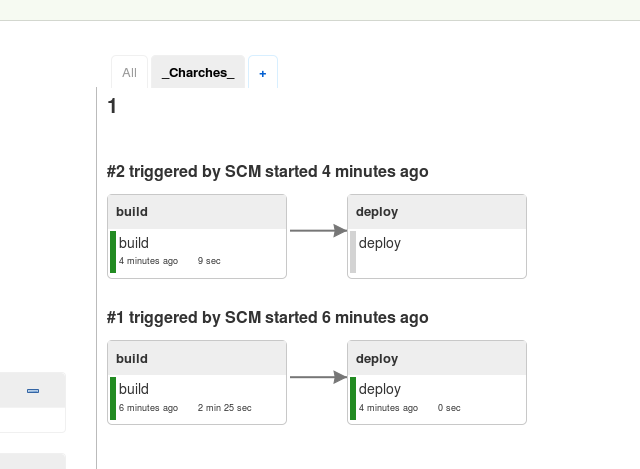 All _Charches_ +
1
#2 triggered by SCM started 4 minutes ago
build deploy
build deploy
4 minutes ago 9 sec
#1 triggered by SCM started 6 minutes ago
build deploy
build deploy
6 minutes ago 2 min 25 sec 4 minutes ago 0 sec